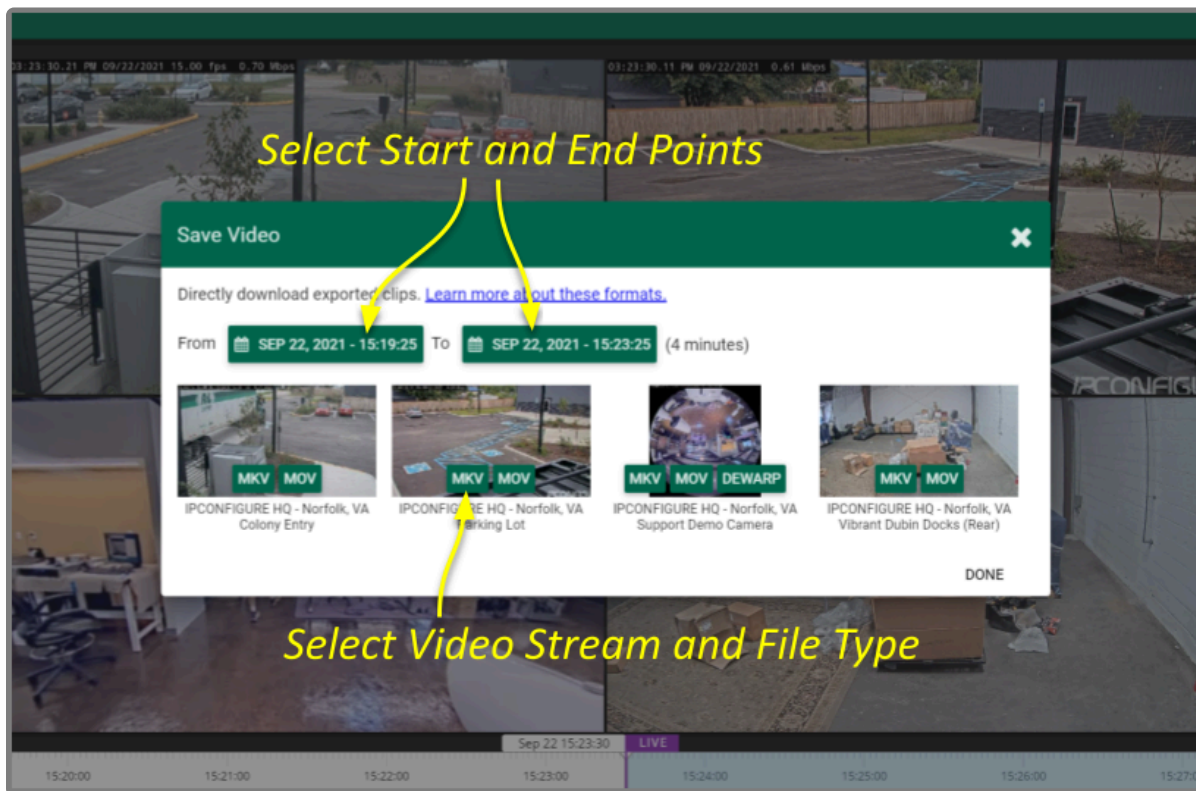 03:23:30.21 PM 09/22/2021 15.00 fps 0.70 Mbps
03:23:30.11 PM 09/22/2021 0.61 Mbps
Select Start and End Points
Save Video
Directly download exported clips. Learn more about these formats.
From SEP 22, 2021 - 15:19:25 To SEP 22, 2021 - 15:23:25 (4 minutes)
IPCONFIGU
MKV MOV MKV MOV MKV MOV DEWARP MKV MOV
IPCONFIGURE HQ - Norfolk, VA
Colony Entry
IPCONFIGURE HQ - Norfolk, VA
Parking Lot
IPCONFIGURE HQ - Norfolk, VA
Support Demo Camera
IPCONFIGURE HQ - Norfolk, VA
Vibrant Dubin Docks (Rear)
DONE
Select Video Stream and File Type
Sep 22 15:23:30 LIVE
15:20:00 15:21:00 15:22:00 15:23:00 15:24:00 15:25:00 15:26:00 15:27:0